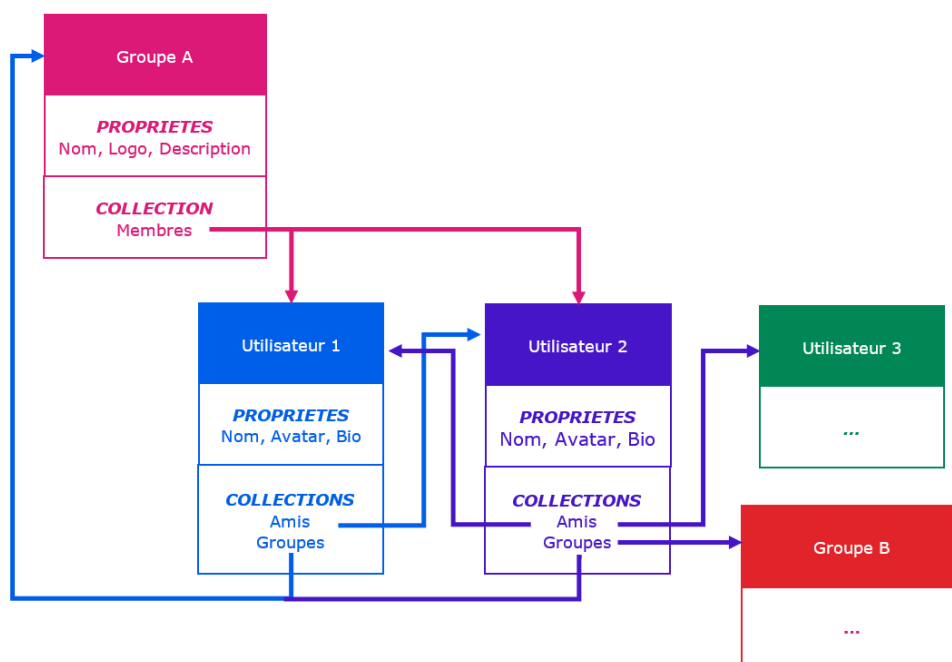 Groupe A
PROPRIETES
Nom, Logo, Description
COLLECTION
Membres
Utilisateur 1
PROPRIETES
Nom, Avatar, Bio
COLLECTIONS
Amis
Groupes
Utilisateur 2
PROPRIETES
Nom, Avatar, Bio
COLLECTIONS
Amis
Groupes
Utilisateur 3
...
Groupe B
...